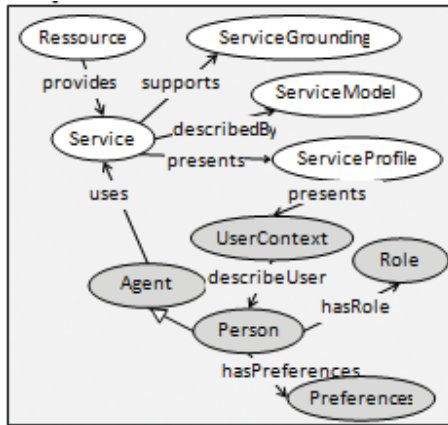 Ressource
ServiceGrounding
provides
supports
ServiceModel
Service
describedBy
presents
ServiceProfile
uses
presents
UserContext
Role
Agent
describeUser
hasRole
Person
hasPreferences
Preferences